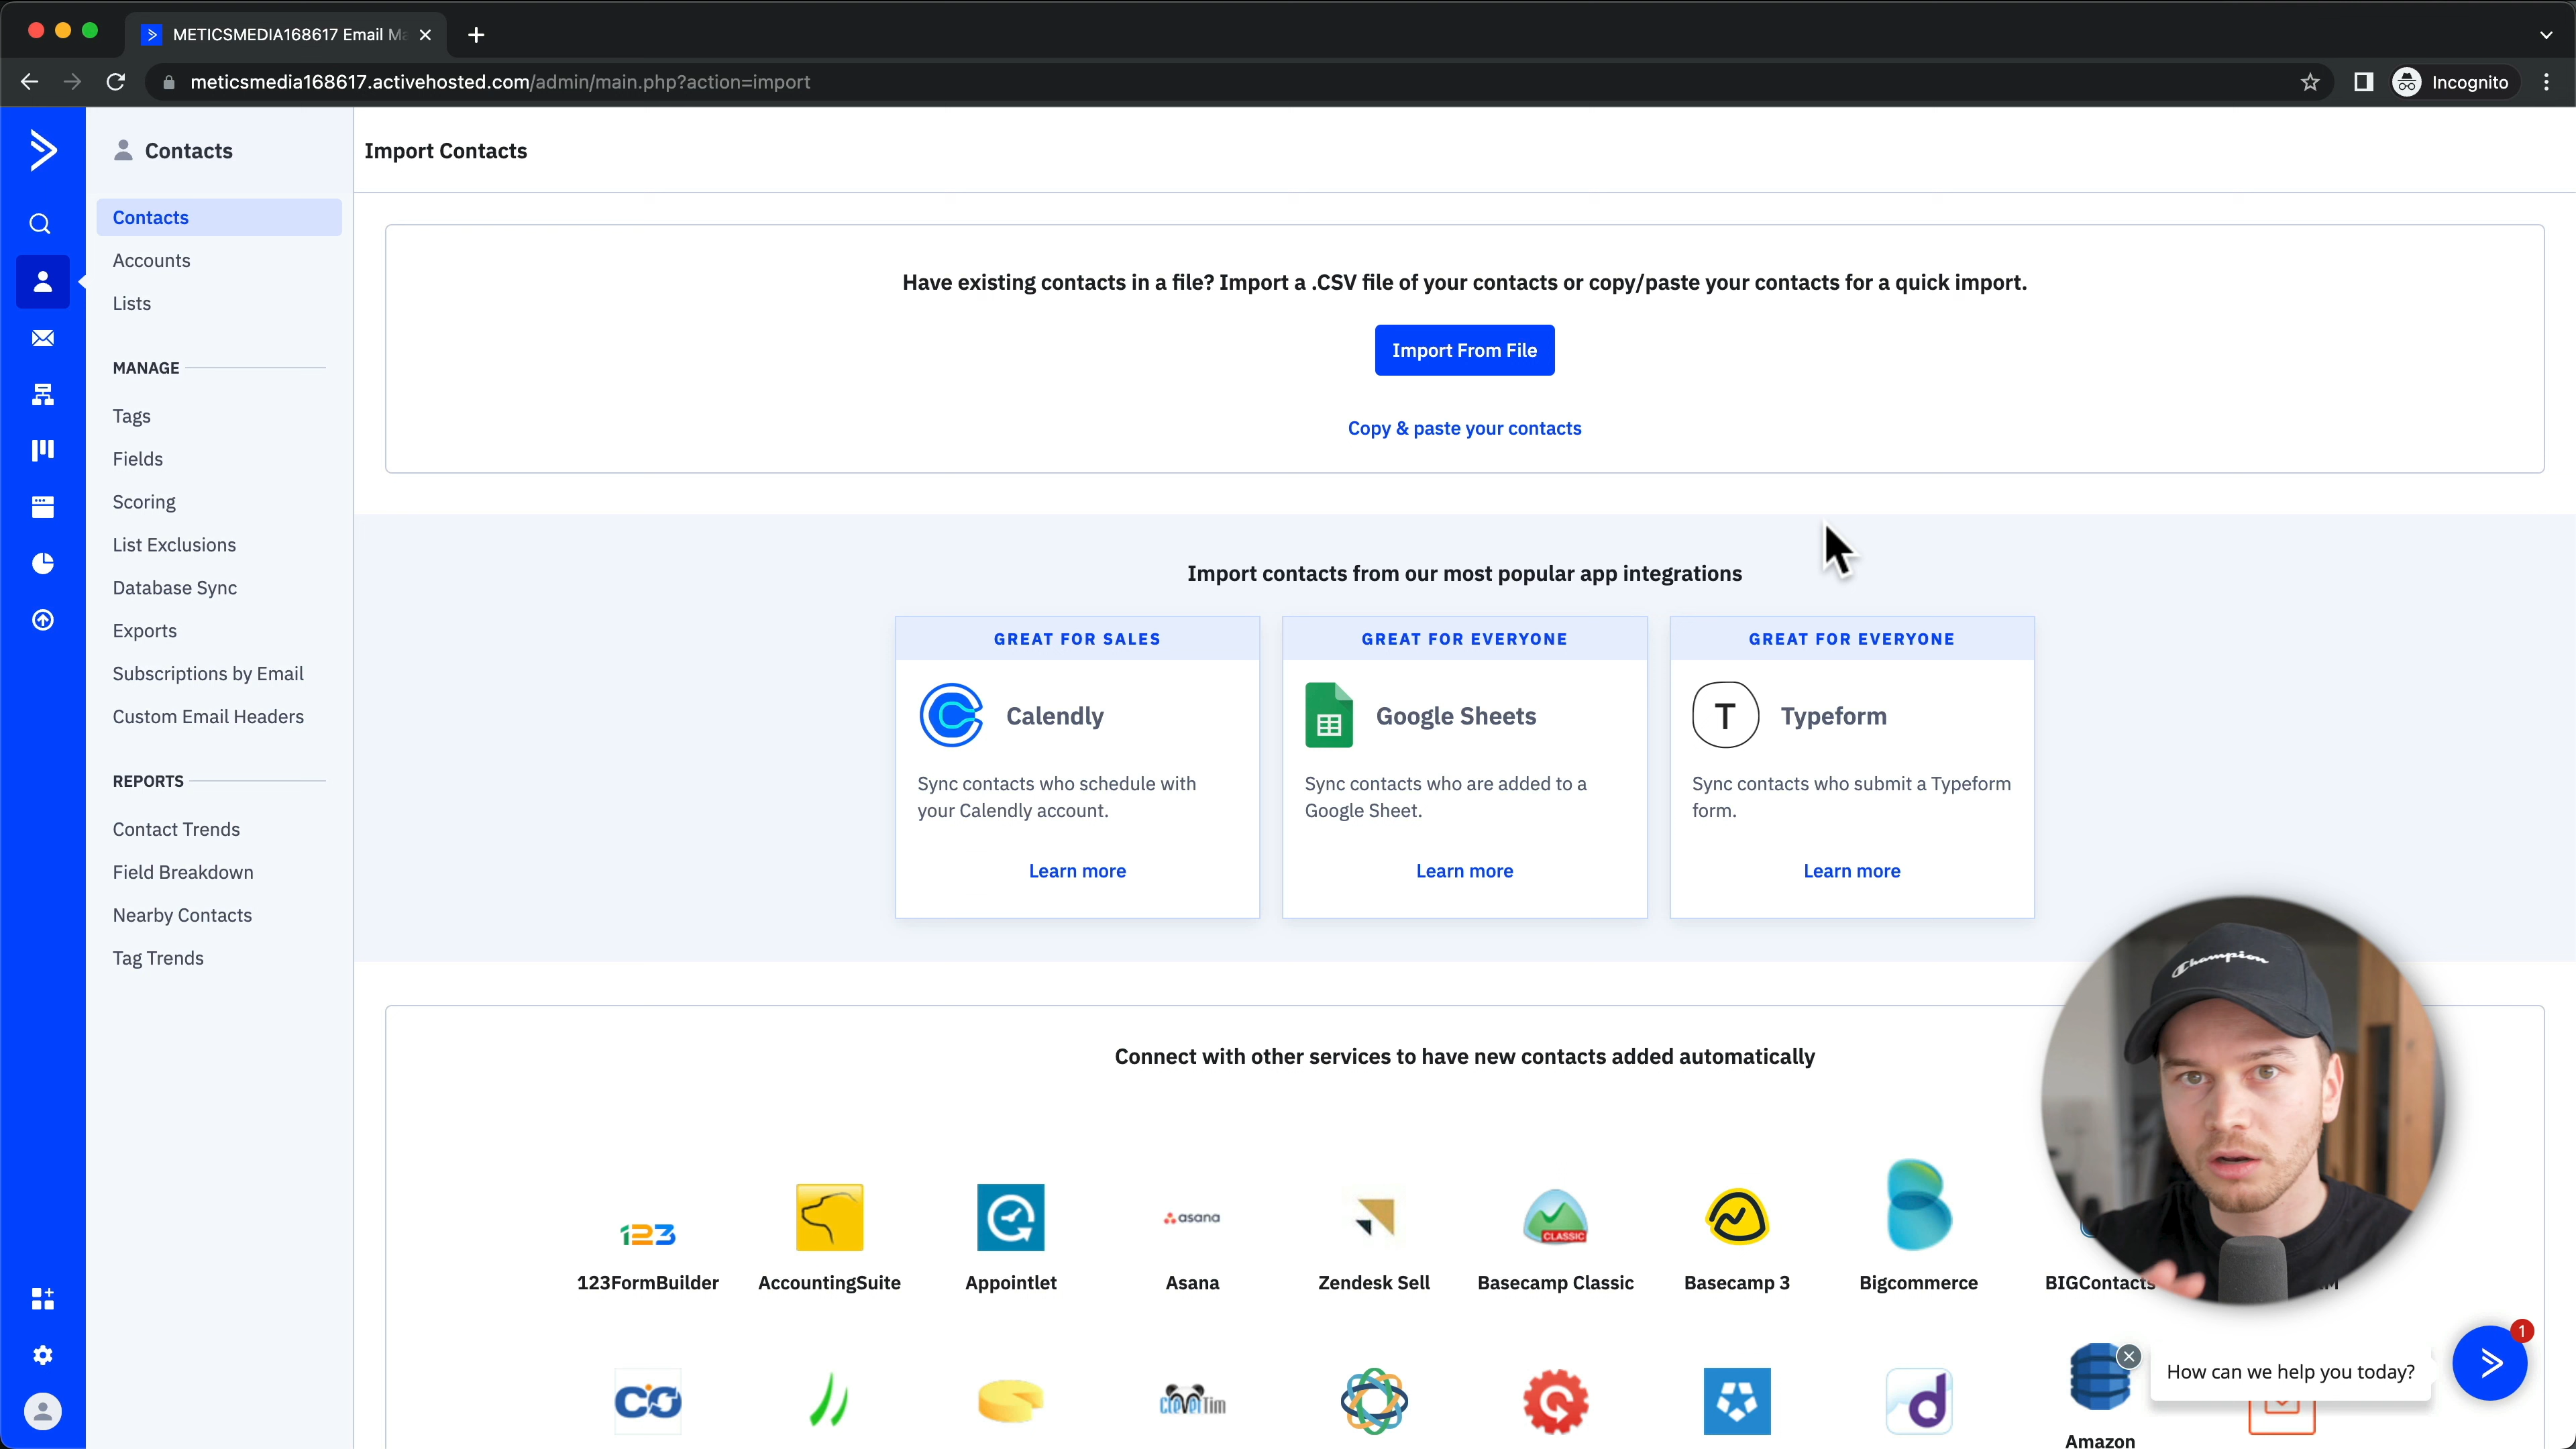 METICSMEDIA168617 Email Ma
meticsmedia168617.activehosted.com/admin/main.php?action=import
Incognito
Contacts
Import Contacts
Contacts
Accounts
Lists
MANAGE
Tags
Fields
Scoring
List Exclusions
Database Sync
Exports
Subscriptions by Email
Custom Email Headers
REPORTS
Contact Trends
Field Breakdown
Nearby Contacts
Tag Trends
Have existing contacts in a file? Import a .CSV file of your contacts or copy/paste your contacts for a quick import.
Import From File
Copy & paste your contacts
Import contacts from our most popular app integrations
GREAT FOR SALES
Calendly
Sync contacts who schedule with
your Calendly account.
Learn more
GREAT FOR EVERYONE
Google Sheets
Sync contacts who are added to a
Google Sheet.
Learn more
GREAT FOR EVERYONE
T
Typeform
Sync contacts who submit a Typeform
form.
Learn more
Champion
Connect with other services to have new contacts added automatically
123
asana
CLASSIC
123FormBuilder
AccountingSuite
Appointlet
Asana
Zendesk Sell
Basecamp Classic
Basecamp 3
Bigcommerce
BIGContacts
cleverTim
d
Amazon
How can we help you today?
1